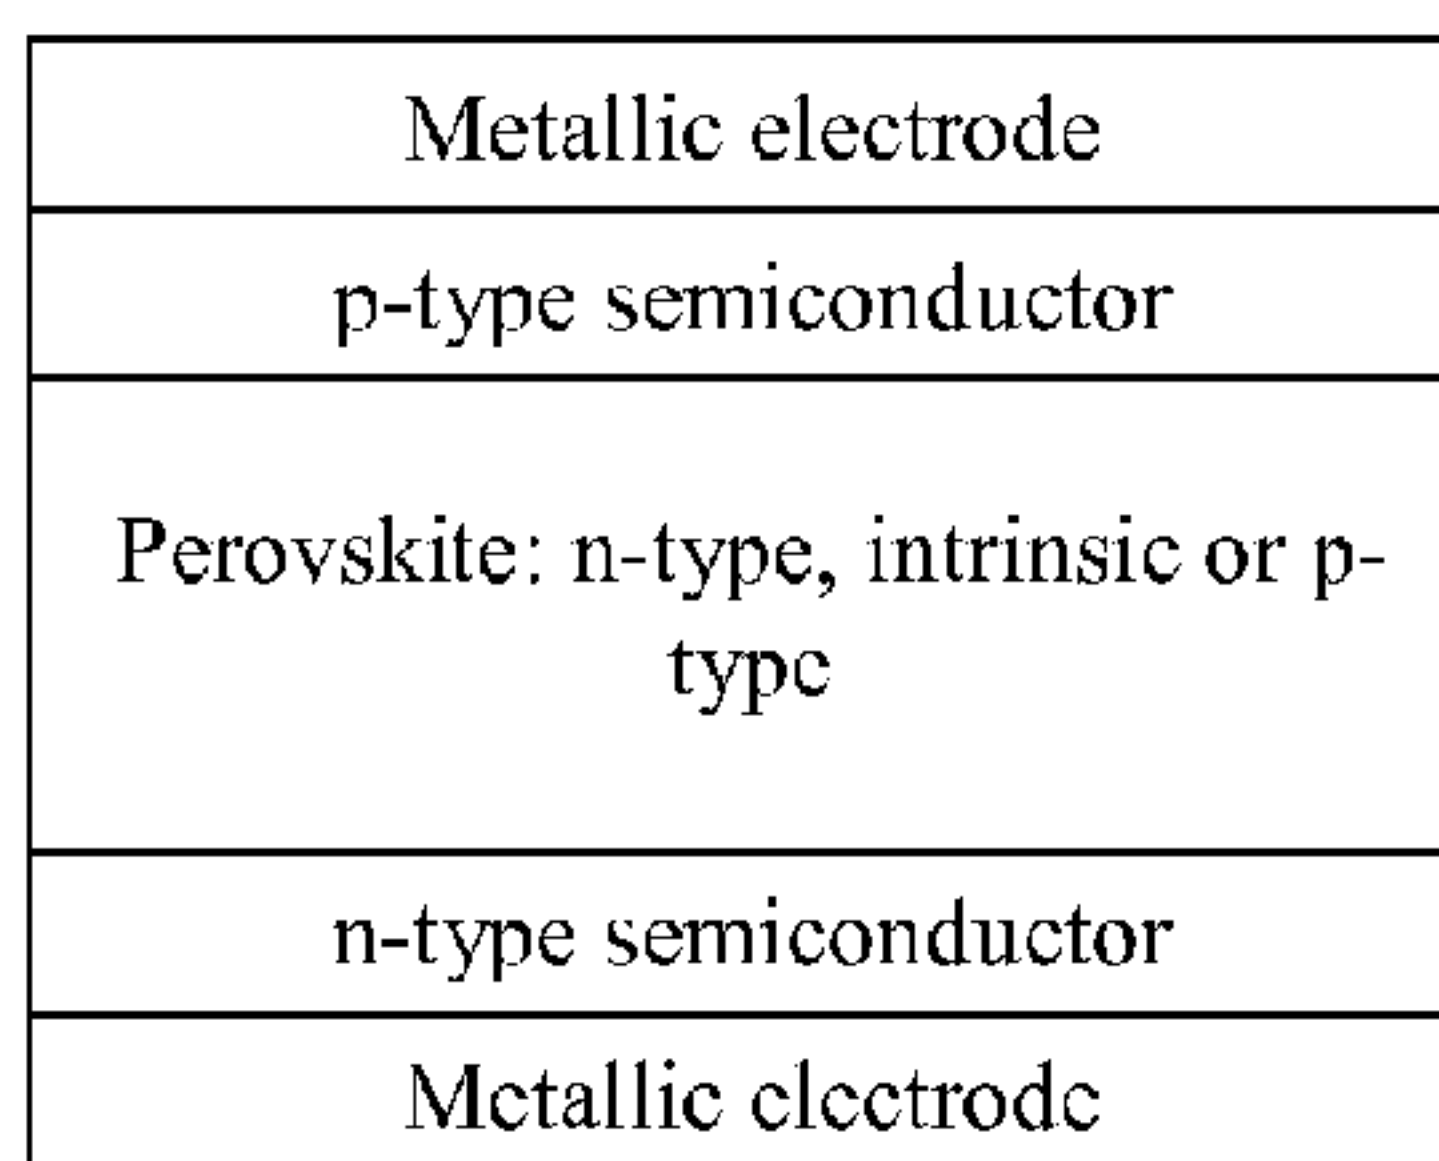 Metallic electrode
p-type semiconductor
Perovskite: n-type, intrinsic or p-
type
n-type semiconductor
Metallic electrode